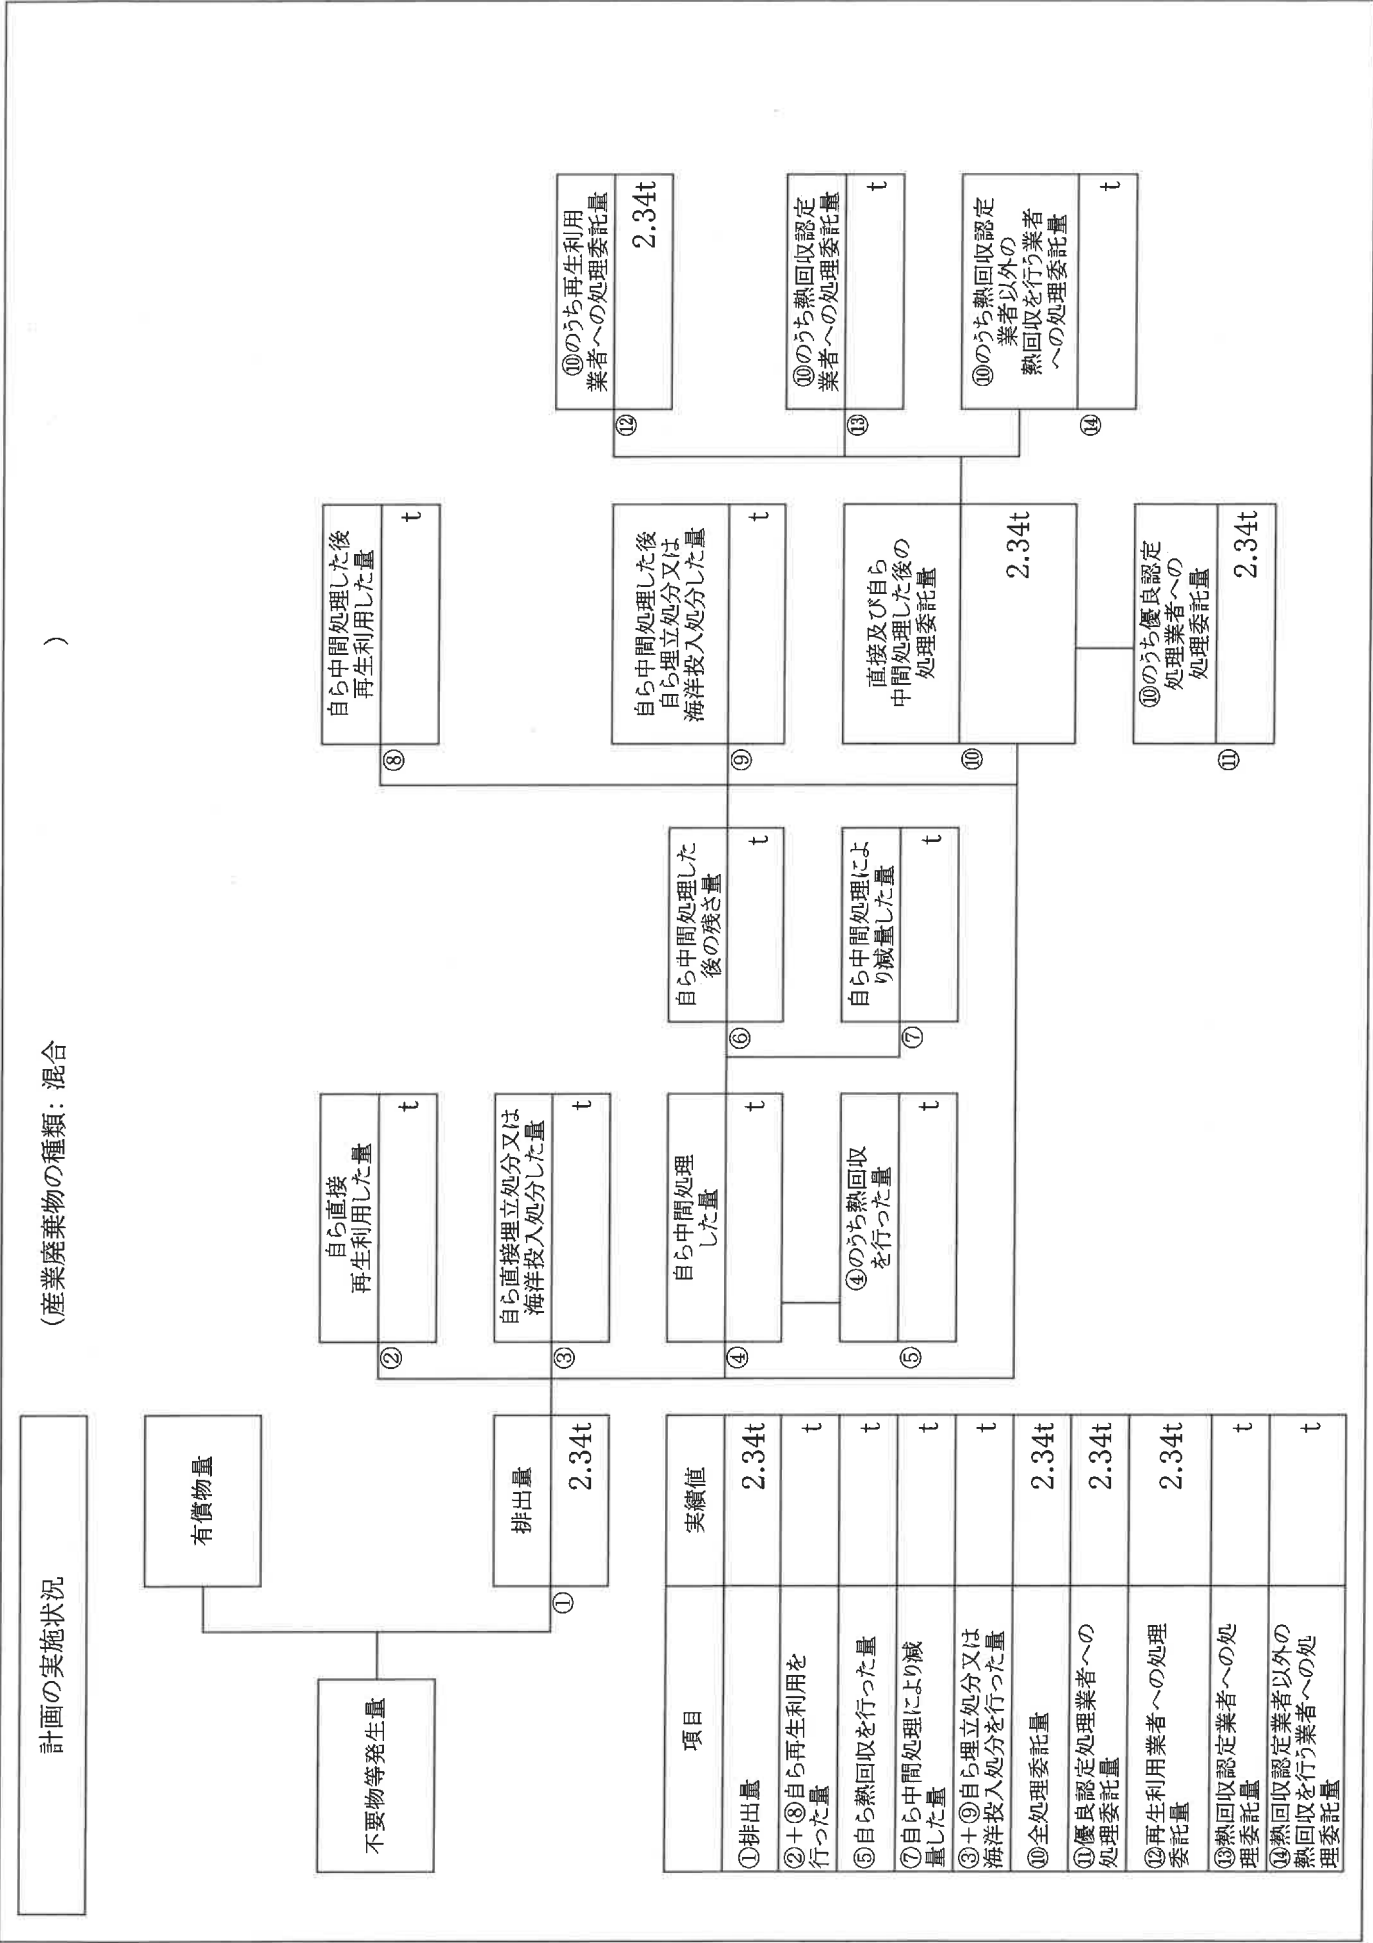 計画の実施状況
(産業廃棄物の種類：混合
)
不要物等発生量
有償物量
排出量
①
2.34t
自ら直接
再生利用した量
②
t
自ら直接埋立処分又は
海洋投入処分した量
③
t
自ら中間処理
した量
④
t
④のうち熱回収
を行った量
⑤
t
自ら中間処理した
後の残さ量
⑥
t
自ら中間処理によ
り減量した量
⑦
t
自ら中間処理した後
再生利用した量
⑧
t
自ら中間処理した後
自ら埋立処分又は
海洋投入処分した量
⑨
t
直接及び自ら
中間処理した後の
処理委託量
⑩
2.34t
⑩のうち優良認定
処理業者への
処理委託量
⑪
2.34t
⑩のうち再生利用
業者への処理委託量
⑫
2.34t
⑩のうち熱回収認定
業者への処理委託量
⑬
t
⑩のうち熱回収認定
業者以外の
熱回収を行う業者
への処理委託量
⑭
t
項目 実績値
①排出量 2.34t
②＋⑧自ら再生利用を
行った量 t
⑤自ら熱回収を行った量 t
⑦自ら中間処理により減
量した量 t
③＋⑨自ら埋立処分又は
海洋投入処分を行った量 t
⑩全処理委託量 2.34t
⑪優良認定処理業者への
処理委託量 2.34t
⑫再生利用業者への処理
委託量 2.34t
⑬熱回収認定業者への処
理委託量 t
⑭熱回収認定業者以外の
熱回収を行う業者への処
理委託量 t